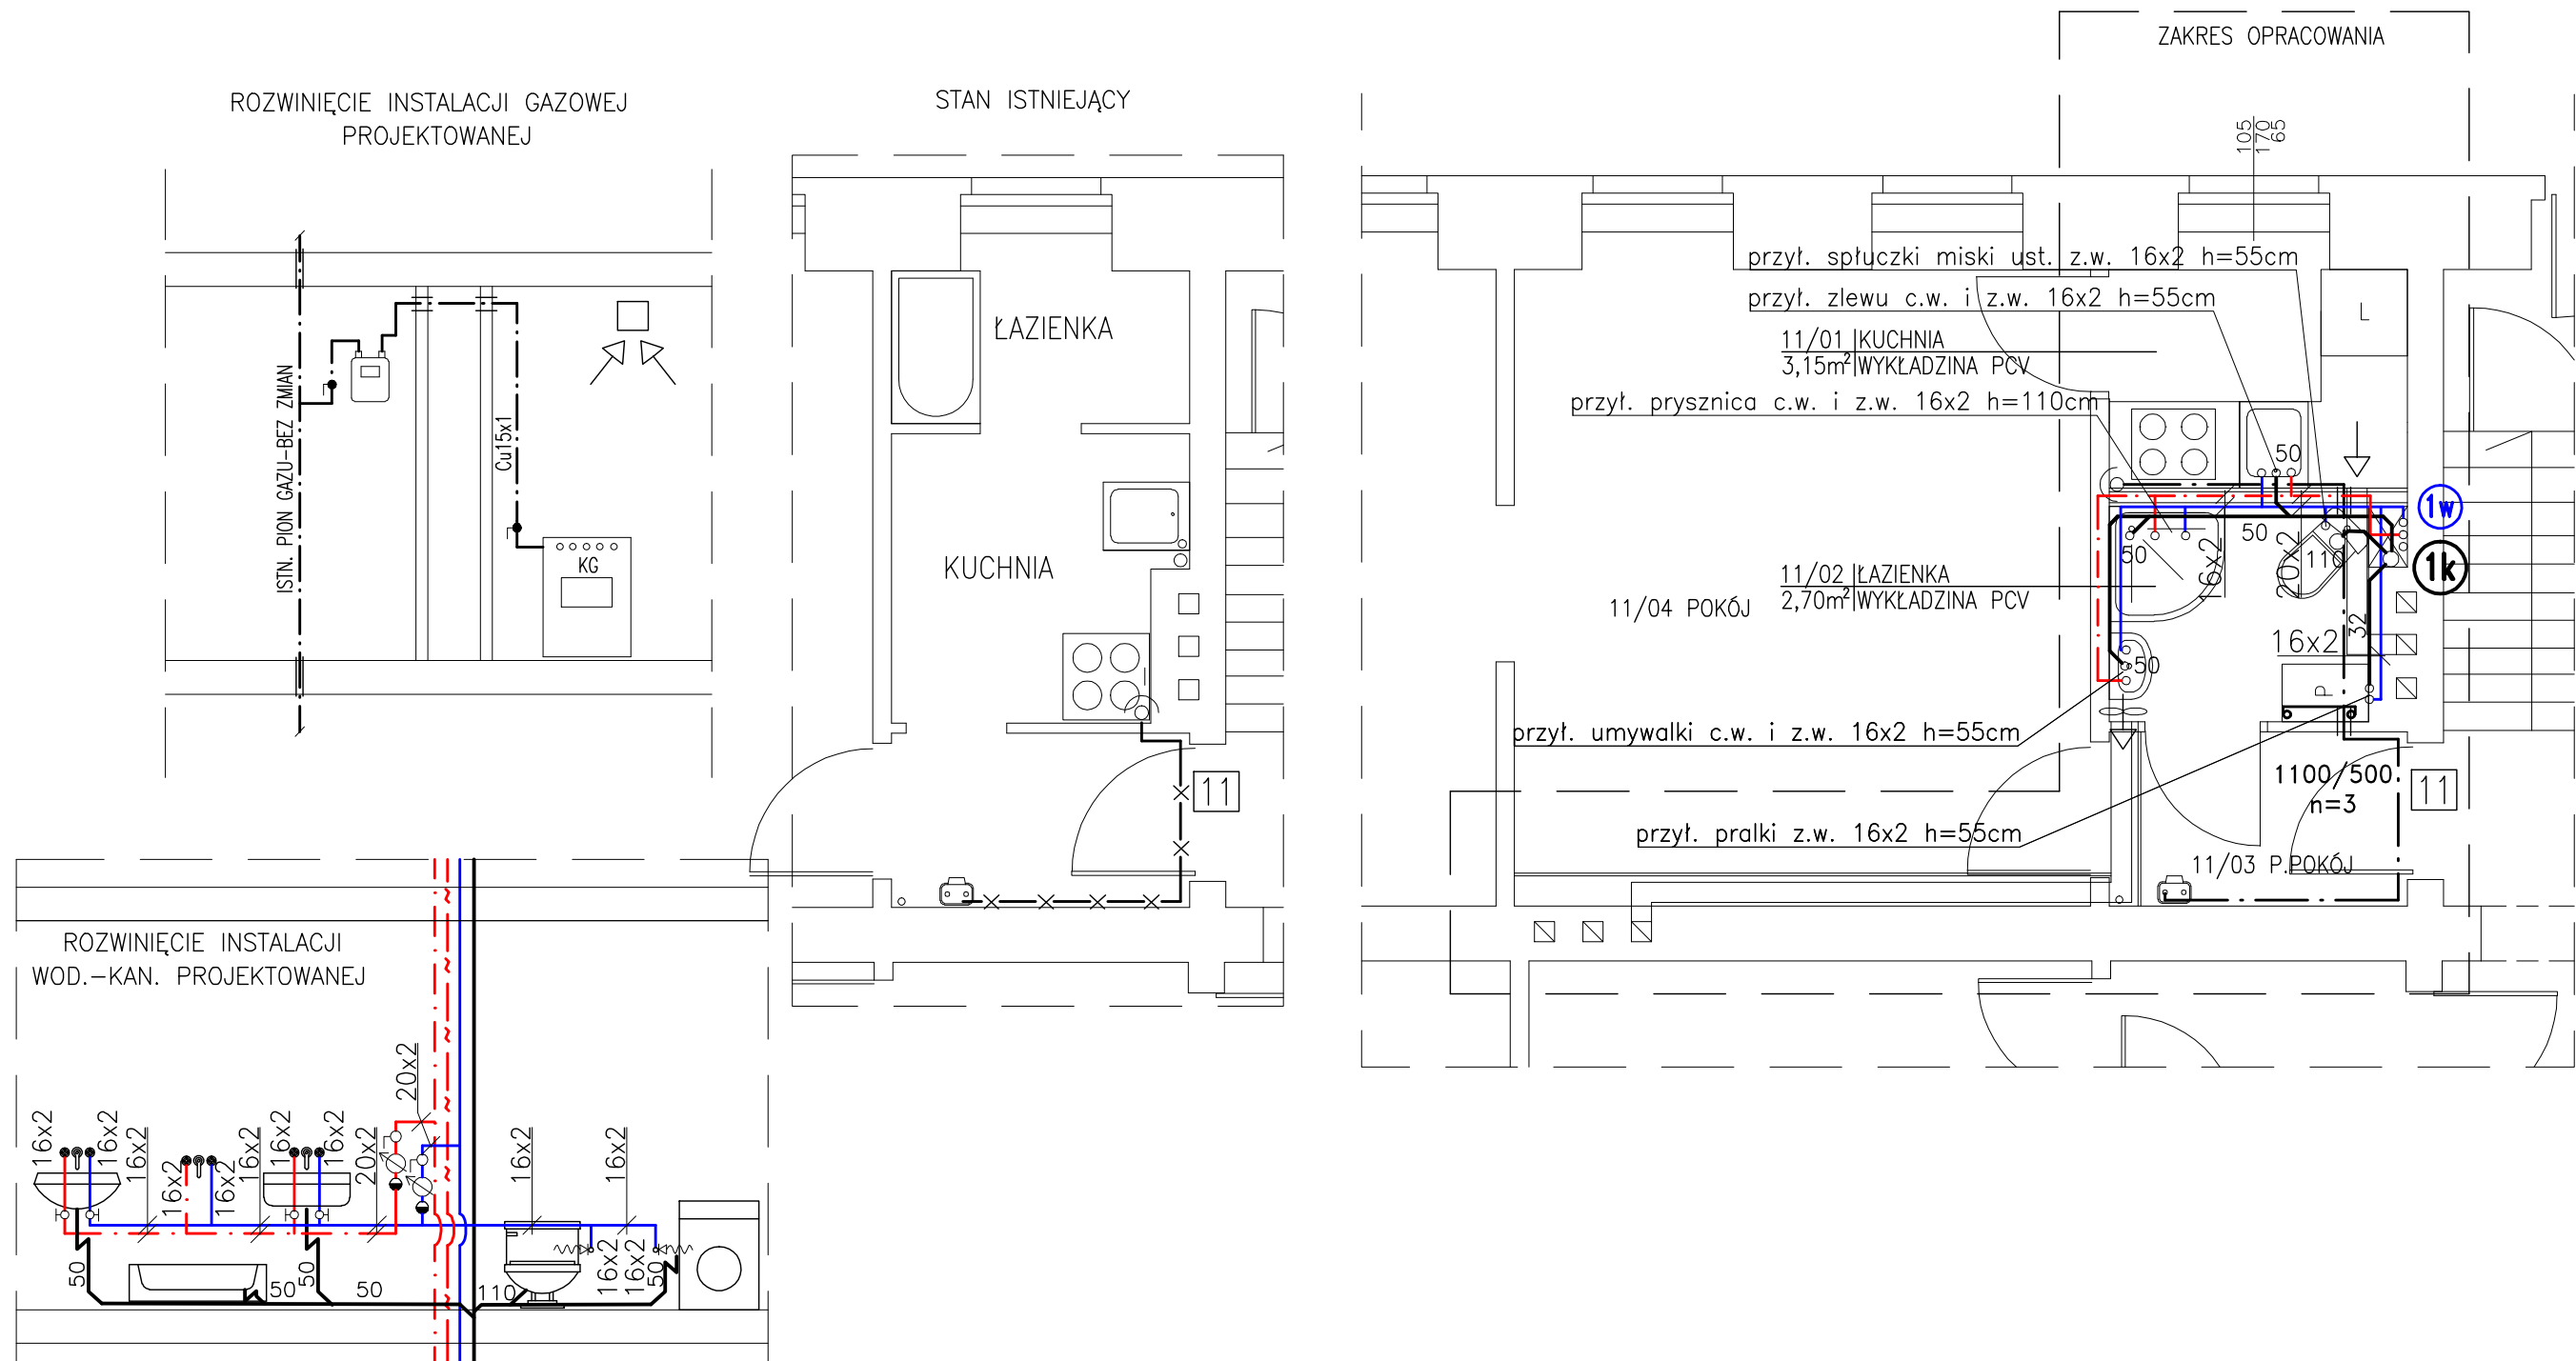 ROZWINIĘCIE INSTALACJI GAZOWEJ
PROJEKTOWANEJ
ISTN. PION GAZU-BEZ ZMIAN
Cu15x1
KG
STAN ISTNIEJĄCY
ŁAZIENKA
KUCHNIA
11
ZAKRES OPRACOWANIA
105
170
65
przył. spłuczki miski ust. z.w. 16x2 h=55cm
przył. zlewu c.w. i z.w. 16x2 h=55cm
11/01 KUCHNIA
3,15m² WYKŁADZINA PCV
przył. prysznica c.w. i z.w. 16x2 h=110cm
L
50
1w
50
50
16x2
20x2
110
1k
11/02 ŁAZIENKA
2,70m² WYKŁADZINA PCV
11/04 POKÓJ
16x2
32
50
P
przył. umywalki c.w. i z.w. 16x2 h=55cm
1100/500
n=3
11
przył. pralki z.w. 16x2 h=55cm
11/03 P.POKÓJ
ROZWINIĘCIE INSTALACJI
WOD.-KAN. PROJEKTOWANEJ
20x2
16x2
16x2
16x2
16x2
16x2
16x2
16x2
16x2
20x2
16x2
16x2
16x2
16x2
50
50
50
50
110
50